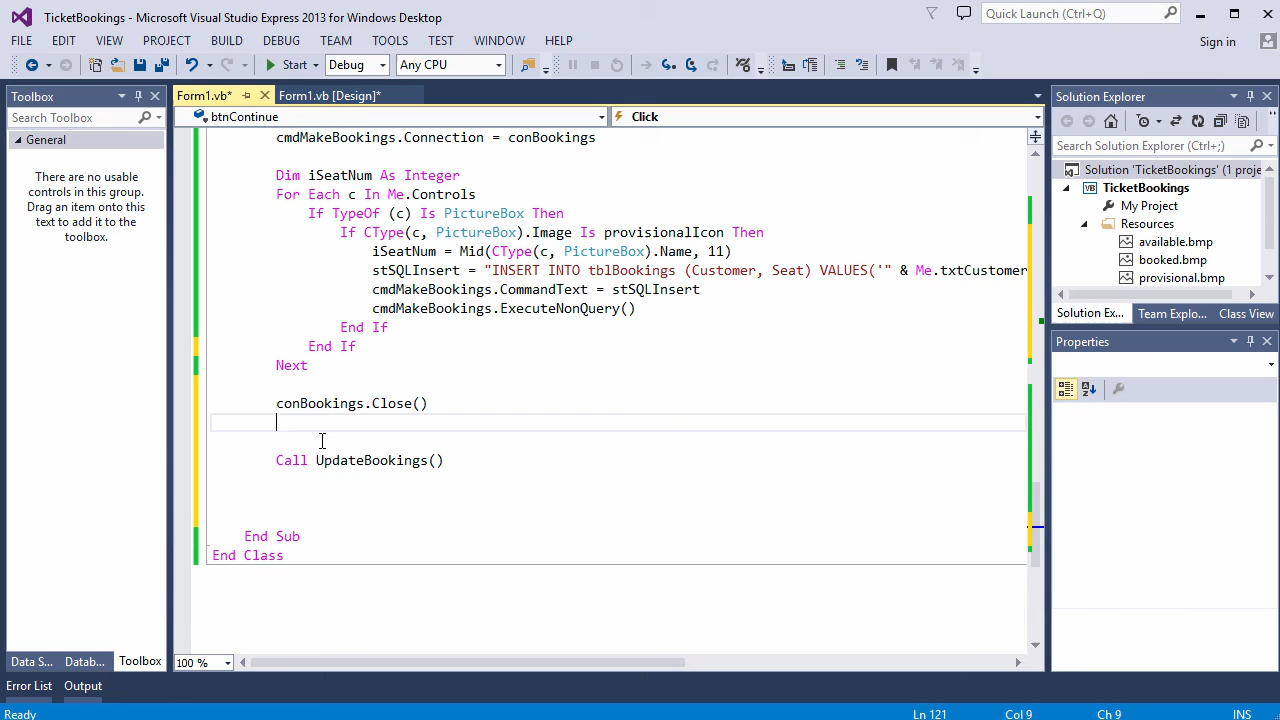 TicketBookings - Microsoft Visual Studio Express 2013 for Windows Desktop
Quick Launch (Ctrl+Q)
FILE EDIT VIEW PROJECT BUILD DEBUG TEAM TOOLS TEST WINDOW HELP
Sign in
Start Debug Any CPU
Toolbox
Search Toolbox
General
There are no usable
controls in this group.
Drag an item onto this
text to add it to the
toolbox.
Data S... Datab... Toolbox
Form1.vb* Form1.vb [Design]*
btnContinue Click
cmdMakeBookings.Connection = conBookings
Dim iSeatNum As Integer
For Each c In Me.Controls
If TypeOf (c) Is PictureBox Then
If CType(c, PictureBox).Image Is provisionalIcon Then
iSeatNum = Mid(CType(c, PictureBox).Name, 11)
stSQLInsert = "INSERT INTO tblBookings (Customer, Seat) VALUES('" & Me.txtCustomer
cmdMakeBookings.CommandText = stSQLInsert
cmdMakeBookings.ExecuteNonQuery()
End If
End If
Next
conBookings.Close()
Call UpdateBookings()
End Sub
End Class
100 %
Solution Explorer
Search Solution Explorer (Ctrl+;)
Solution 'TicketBookings' (1 proje
VB TicketBookings
My Project
Resources
available.bmp
booked.bmp
provisional.bmp
Solution Ex... Team Explo... Class View
Properties
Error List Output
Ready Ln 121 Col 9 Ch 9 INS